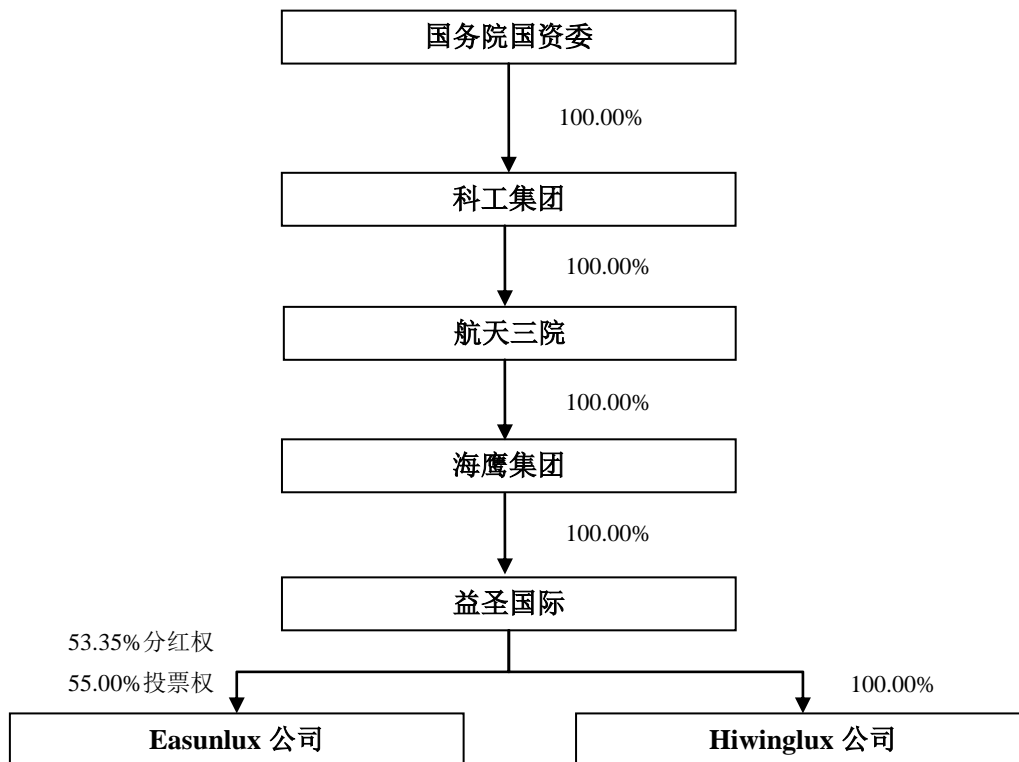 国务院国资委
100.00%
科工集团
100.00%
航天三院
100.00%
海鹰集团
100.00%
益圣国际
53.35%分红权
55.00%投票权
100.00%
Easunlux 公司
Hiwinglux 公司